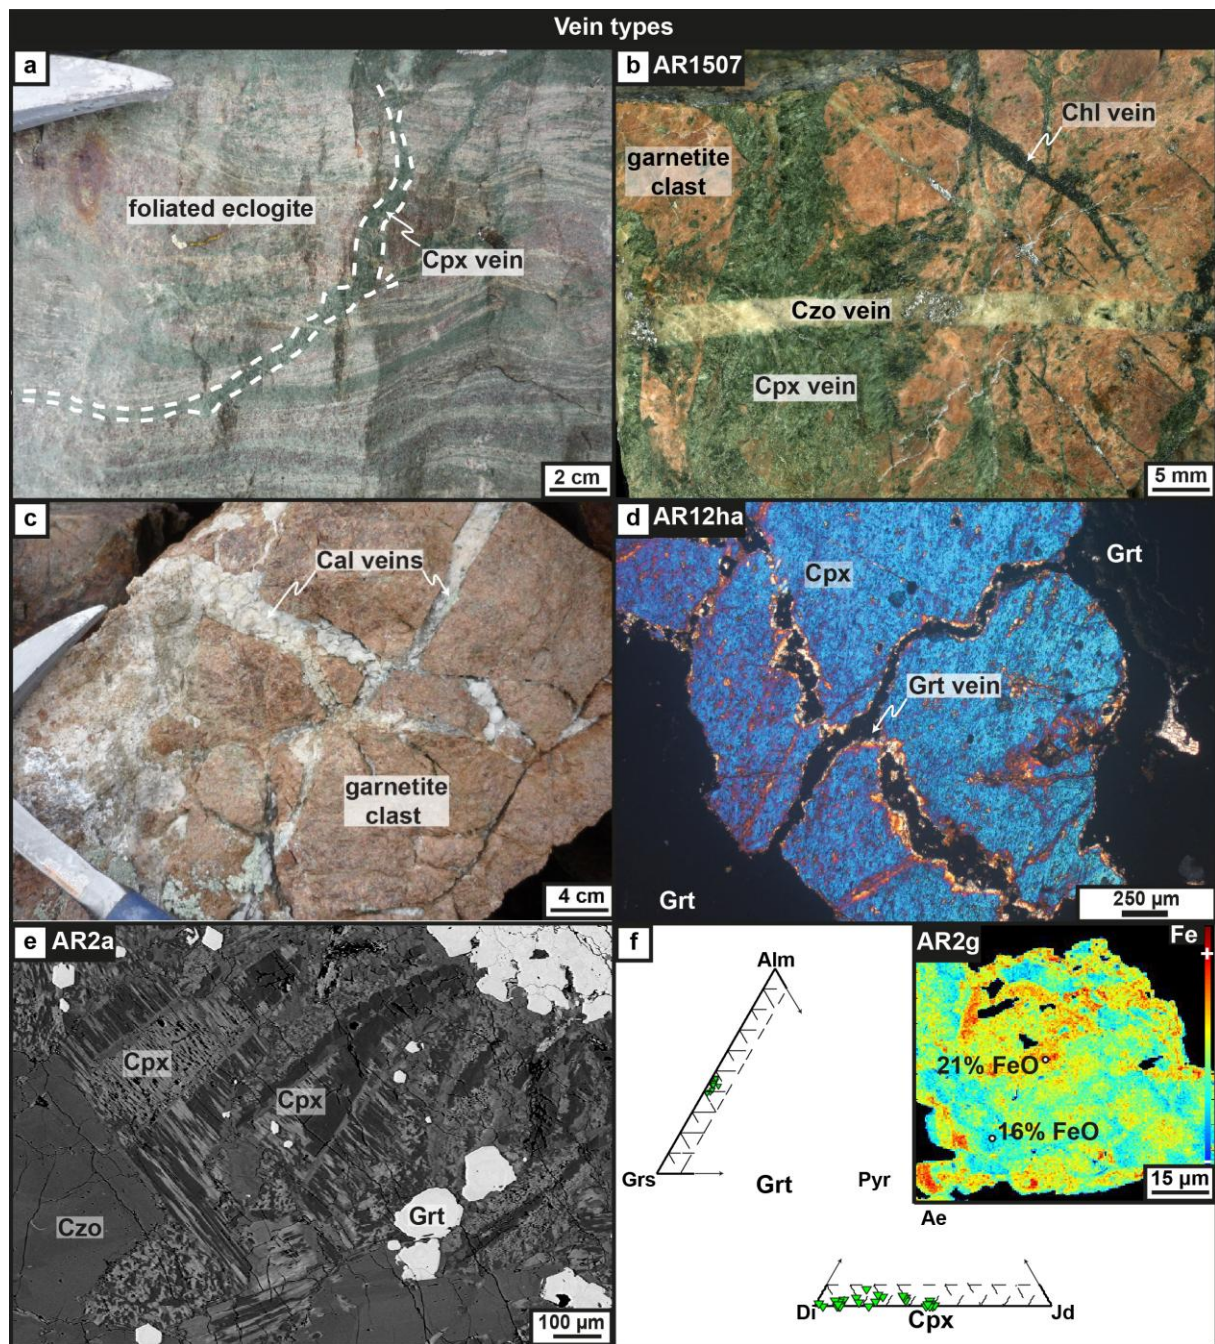 Vein types
a
foliated eclogite
Cpx vein
2 cm
b AR1507
Chl vein
garnetite
clast
Czo vein
Cpx vein
5 mm
c
Cal veins
garnetite
clast
4 cm
d AR12ha
Grt
Cpx
Grt vein
Grt
250 µm
e AR2a
Cpx
Cpx
Grt
Czo
100 µm
f
Alm
Grs
Grt
Pyr
AR2g
Fe
21% FeO
16% FeO
15 µm
Ae
Di
Cpx
Jd